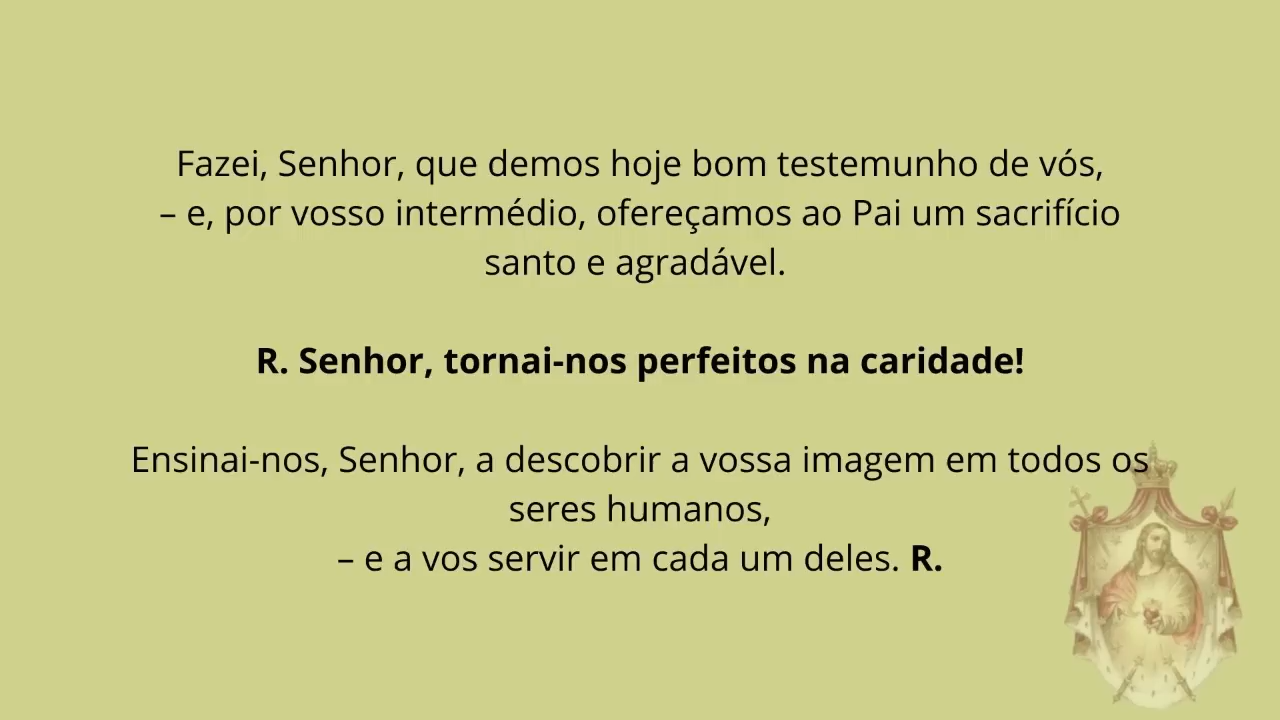 Fazei, Senhor, que demos hoje bom testemunho de vós,
– e, por vosso intermédio, ofereçamos ao Pai um sacrifício
santo e agradável.
R. Senhor, tornai-nos perfeitos na caridade!
Ensinai-nos, Senhor, a descobrir a vossa imagem em todos os
seres humanos,
– e a vos servir em cada um deles. R.